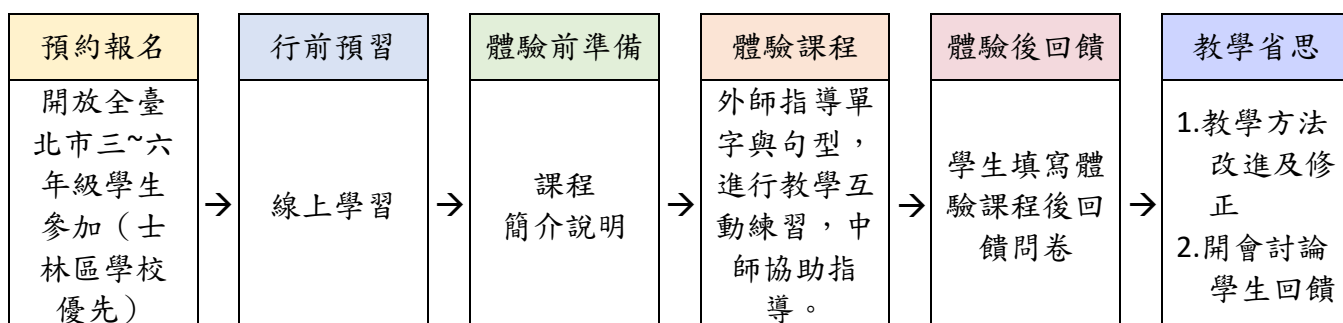 預約報名
開放全臺
北市三~六
年級學生
參加（士
林區學校
優先）
→
行前預習
線上學習
→
體驗前準備
課程
簡介說明
→
體驗課程
外師指導單
字與句型，
進行教學互
動練習，中
師協助指
導。
→
體驗後回饋
學生填寫體
驗課程後回
饋問卷
→
教學省思
1.教學方法
改進及修
正
2.開會討論
學生回饋